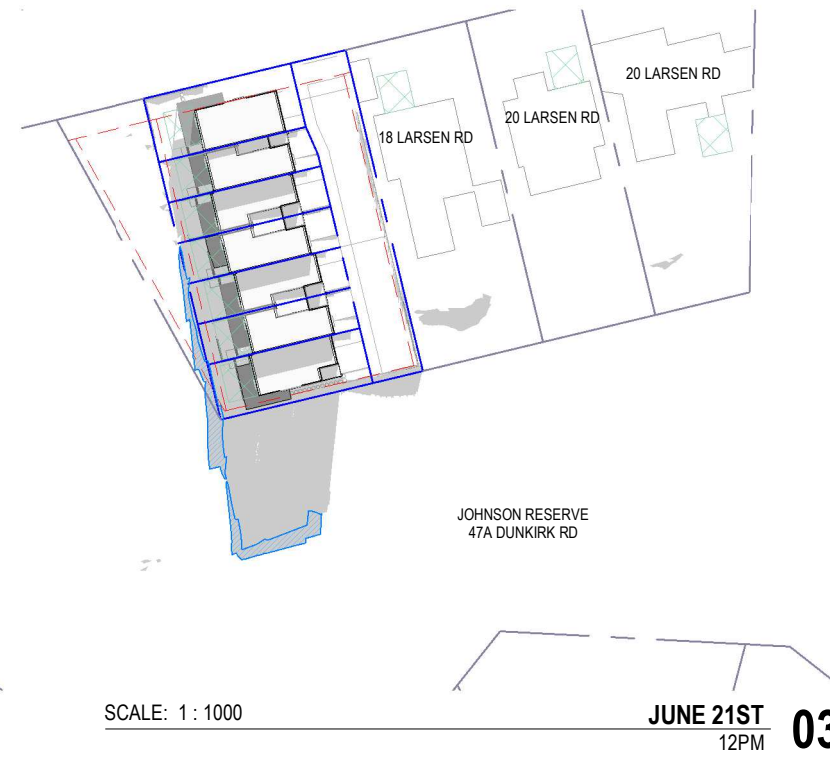 20 LARSEN RD
20 LARSEN RD
18 LARSEN RD
JOHNSON RESERVE
47A DUNKIRK RD
SCALE: 1 : 1000
JUNE 21ST
12PM
03